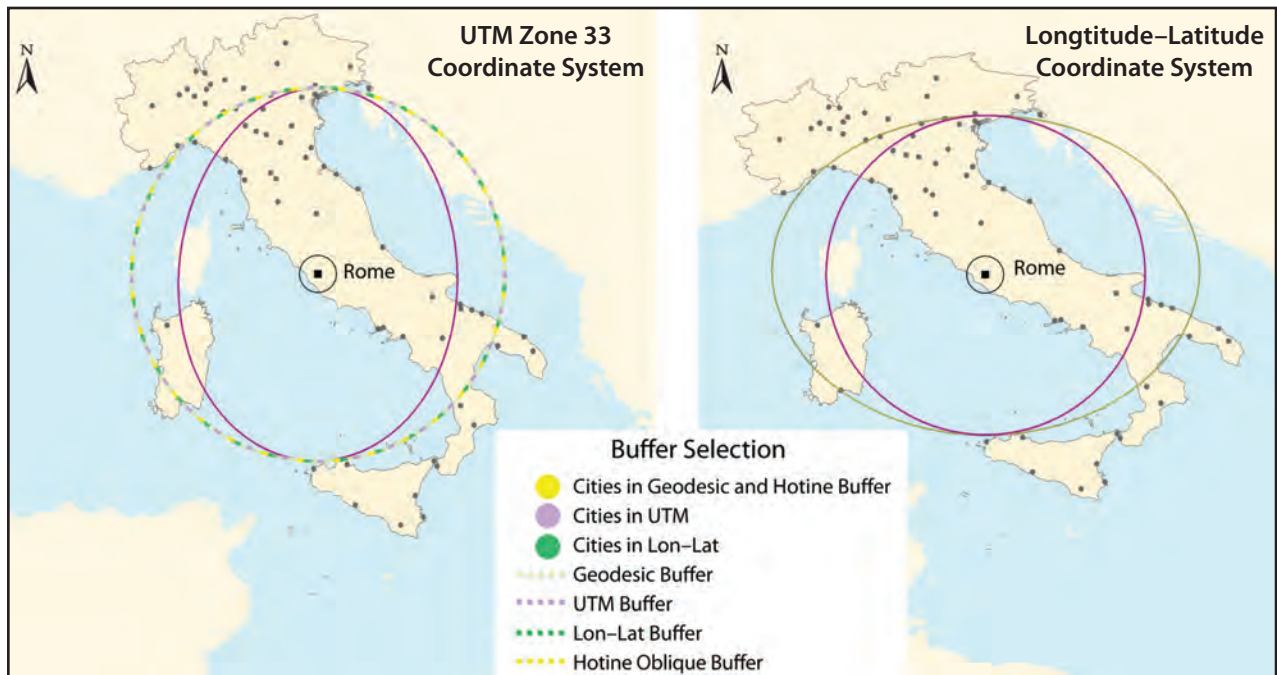 N
UTM Zone 33
Coordinate System
Rome
N
Longtitude–Latitude
Coordinate System
Rome
Buffer Selection
Cities in Geodesic and Hotine Buffer
Cities in UTM
Cities in Lon–Lat
Geodesic Buffer
UTM Buffer
Lon–Lat Buffer
Hotine Oblique Buffer